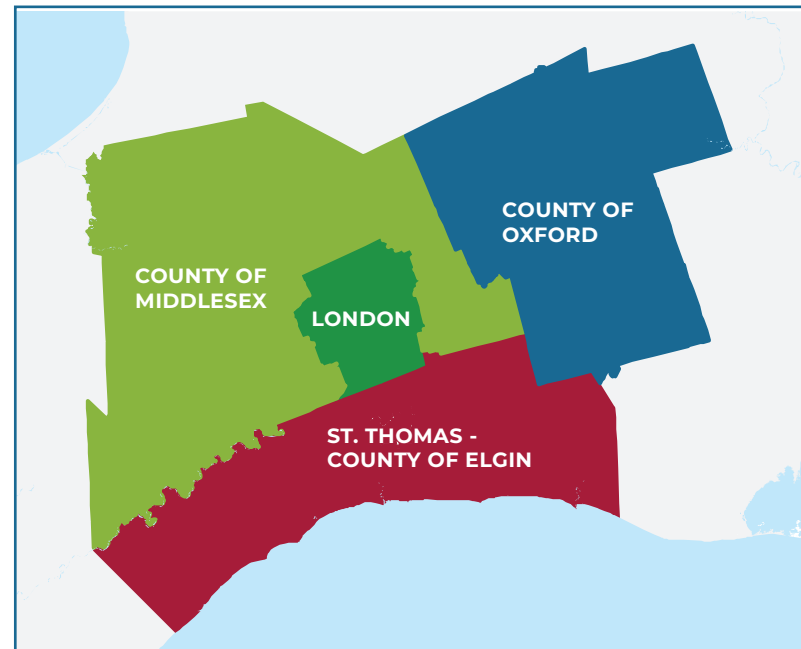 COUNTY OF
OXFORD
COUNTY OF
MIDDLESEX
LONDON
ST. THOMAS -
COUNTY OF ELGIN